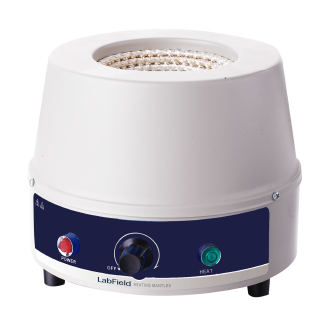 POWER
OFF
HEAT
LabField HEATING MANTLES